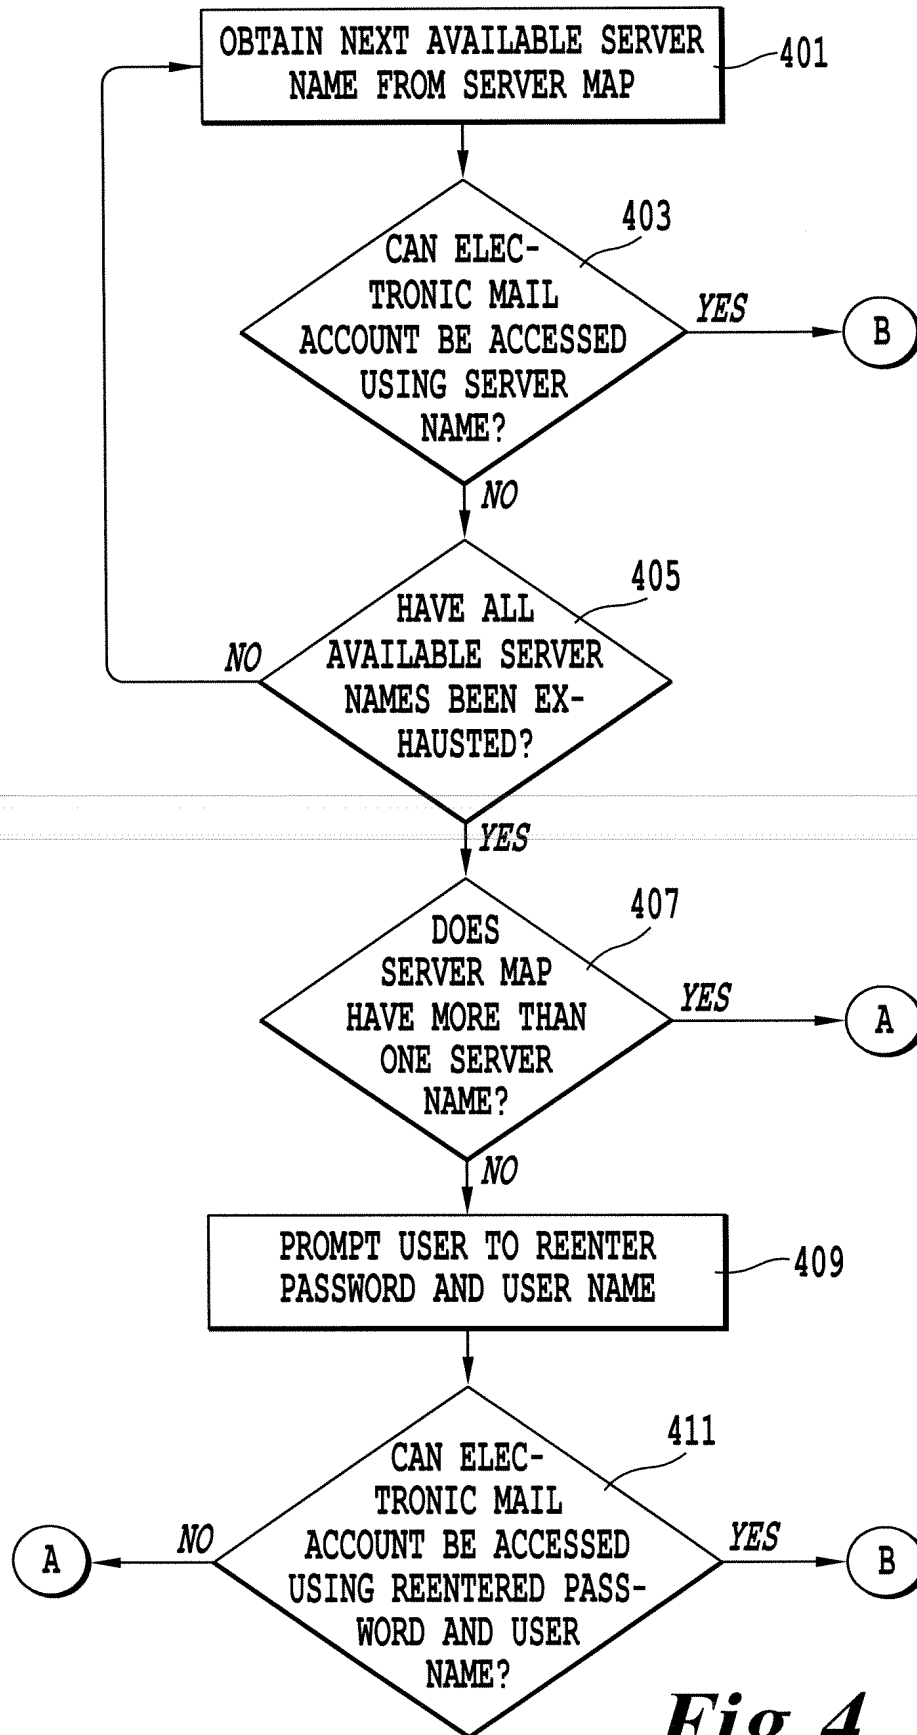 OBTAIN NEXT AVAILABLE SERVER
NAME FROM SERVER MAP
401
403
CAN ELEC-
TRONIC MAIL
ACCOUNT BE ACCESSED
USING SERVER
NAME?
YES
B
NO
405
HAVE ALL
AVAILABLE SERVER
NAMES BEEN EX-
HAUSTED?
NO
YES
407
DOES
SERVER MAP
HAVE MORE THAN
ONE SERVER
NAME?
YES
A
NO
PROMPT USER TO REENTER
PASSWORD AND USER NAME
409
411
CAN ELEC-
TRONIC MAIL
ACCOUNT BE ACCESSED
USING REENTERED PASS-
WORD AND USER
NAME?
NO
A
YES
B
Fig 4